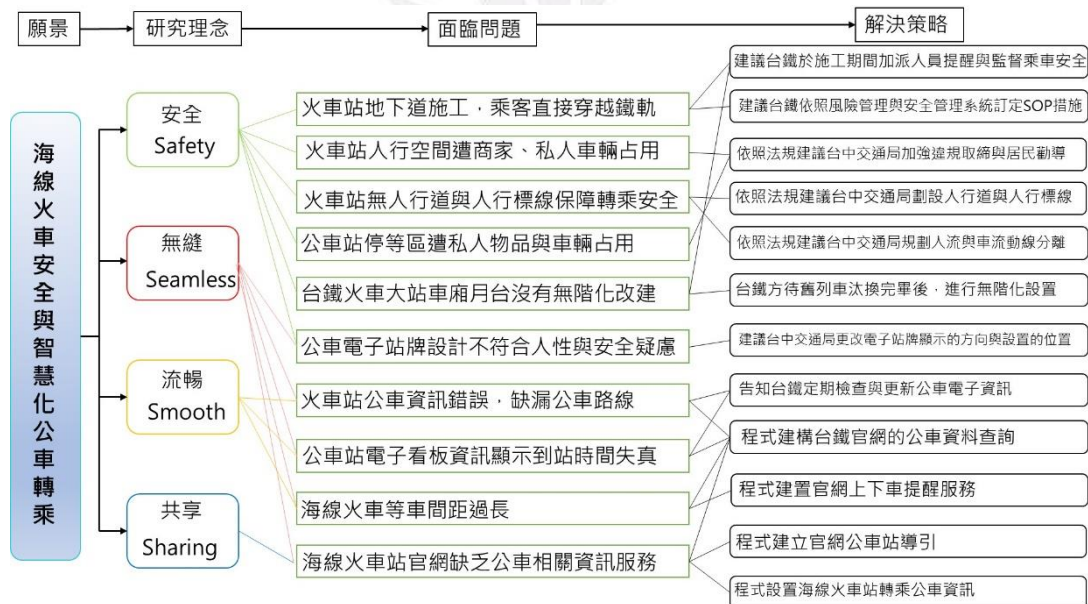 願景
研究理念
面臨問題
解決策略
海線火車安全與智慧化公車轉乘
安全
Safety
無縫
Seamless
流暢
Smooth
共享
Sharing
火車站地下道施工，乘客直接穿越鐵軌
火車站人行空間遭商家、私人車輛占用
火車站無人行道與人行標線保障轉乘安全
公車站停等區遭私人物品與車輛占用
台鐵火車大站車廂月台沒有無階化改建
公車電子站牌設計不符合人性與安全疑慮
火車站公車資訊錯誤，缺漏公車路線
公車站電子看板資訊顯示到站時間失真
海線火車等車間距過長
海線火車站官網缺乏公車相關資訊服務
建議台鐵於施工期間加派人員提醒與監督乘車安全
建議台鐵依照風險管理與安全管理系統訂定SOP措施
依照法規建議台中交通局加強違規取締與居民勸導
依照法規建議台中交通局劃設人行道與人行標線
依照法規建議台中交通局規劃人流與車流動線分離
台鐵方待舊列車汰換完畢後，進行無階化設置
建議台中交通局更改電子站牌顯示的方向與設置的位置
告知台鐵定期檢查與更新公車電子資訊
程式建構台鐵官網的公車資料查詢
程式建置官網上下車提醒服務
程式建立官網公車站導引
程式設置海線火車站轉乘公車資訊